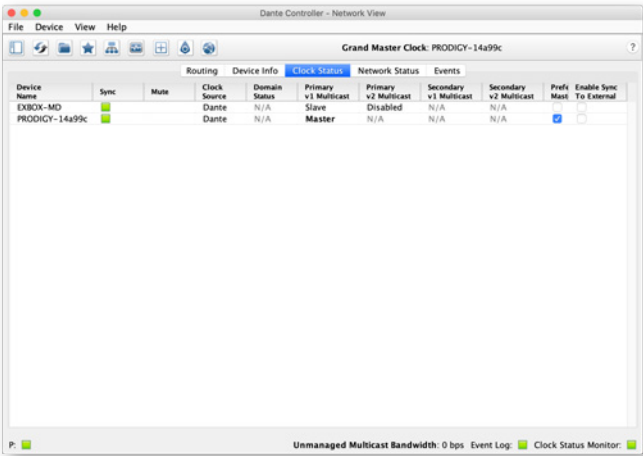 Dante Controller - Network View
File Device View Help
Grand Master Clock: PRODIGY-14a99c
?
Routing Device Info Clock Status Network Status Events
Device Name Sync Mute Clock Source Domain Status Primary v1 Multicast Primary v2 Multicast Secondary v1 Multicast Secondary v2 Multicast Prefe Mast Enable Sync To External
EXBOX-MD Dante N/A Slave Disabled N/A N/A
PRODIGY-14a99c Dante N/A Master N/A N/A N/A
P: Unmanaged Multicast Bandwidth: 0 bps Event Log: Clock Status Monitor: